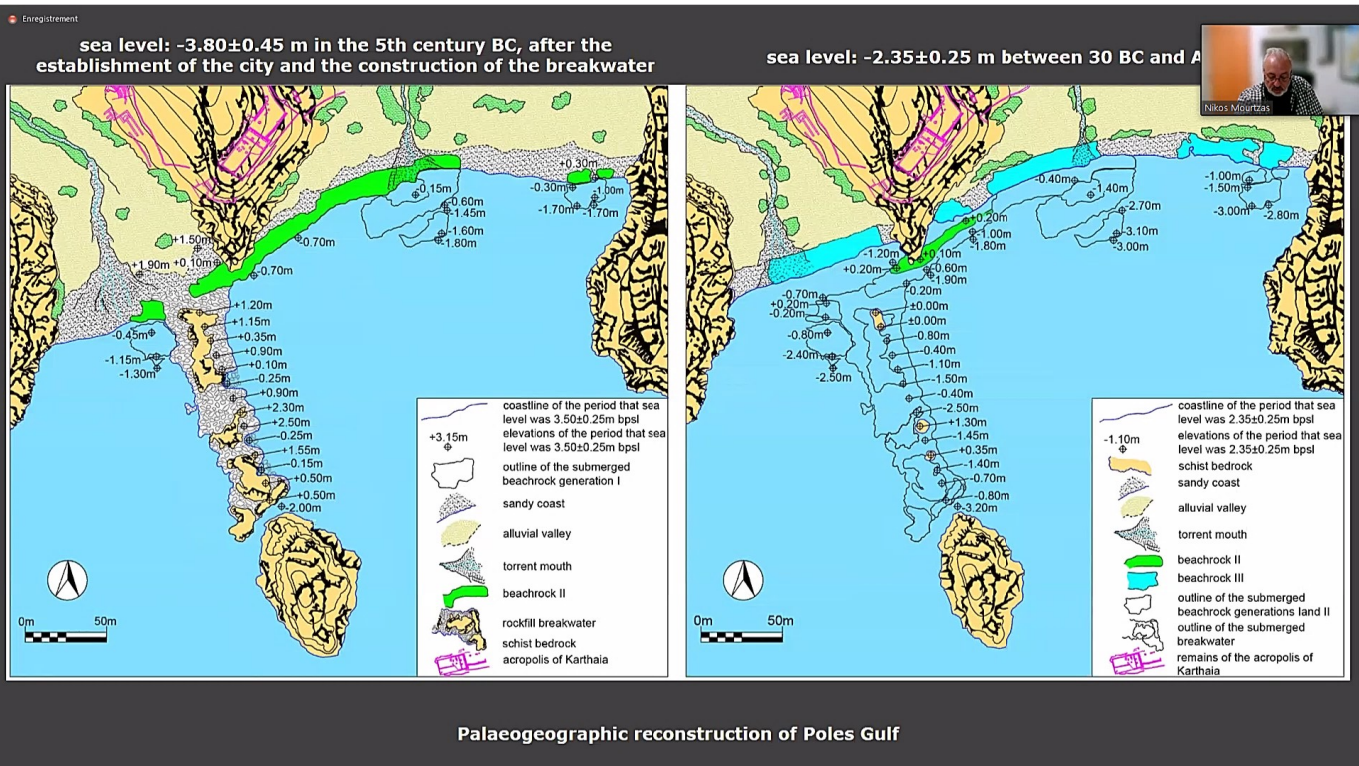 Enregistrement
sea level: -3.80±0.45 m in the 5th century BC, after the
establishment of the city and the construction of the breakwater
sea level: -2.35±0.25 m between 30 BC and
Nikos Mourtzas
+0.30m
-0.30m
-1.00m
-1.70m
-1.70m
-0.15m
-0.60m
-1.45m
-1.60m
-1.80m
-0.70m
-0.70m
+1.50m
+1.90m
+0.10m
-0.45m
-1.15m
-1.30m
+1.20m
+1.15m
+0.35m
+0.90m
+0.10m
-0.25m
+0.90m
+2.30m
+2.50m
-0.25m
+1.55m
-0.15m
+0.50m
+0.50m
-2.00m
0m
50m
coastline of the period that sea
level was 3.50±0.25m bpsl
+3.15m
elevations of the period that sea
level was 3.50±0.25m bpsl
outline of the submerged
beachrock generation I
sandy coast
alluvial valley
torrent mouth
beachrock II
rockfill breakwater
schist bedrock
acropolis of Karthaia
-0.40m
-1.40m
-2.70m
-3.10m
-3.00m
-1.00m
-1.50m
-3.00m
-2.80m
+0.20m
-1.00m
-1.80m
-1.20m
+0.20m
+0.10m
-0.60m
-1.90m
-0.20m
-0.70m
+0.20m
-0.20m
-0.80m
-2.40m
-2.50m
±0.00m
±0.00m
-0.80m
-0.40m
-1.10m
-1.50m
-0.40m
-2.50m
+1.30m
-1.45m
+0.35m
-1.40m
-0.70m
-0.80m
-3.20m
0m
50m
coastline of the period that sea
level was 2.35±0.25m bpsl
-1.10m
elevations of the period that sea
level was 2.35±0.25m bpsl
schist bedrock
sandy coast
alluvial valley
torrent mouth
beachrock II
beachrock III
outline of the submerged
beachrock generations Iand II
outline of the submerged
breakwater
remains of the acropolis of
Karthaia
Palaeogeographic reconstruction of Poles Gulf